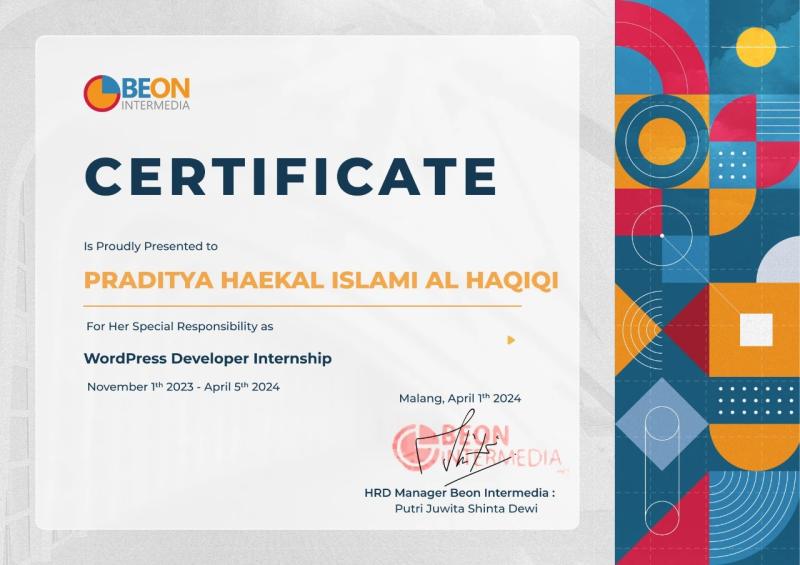 BEON
INTERMEDIA
CERTIFICATE
Is Proudly Presented to
PRADITYA HAEKAL ISLAMI AL HAQIQI
For Her Special Responsibility as
WordPress Developer Internship
November 1ᵗʰ 2023 - April 5ᵗʰ 2024
Malang, April 1ˢᵗʰ 2024
BEON
INTERMEDIA
HRD Manager Beon Intermedia :
Putri Juwita Shinta Dewi